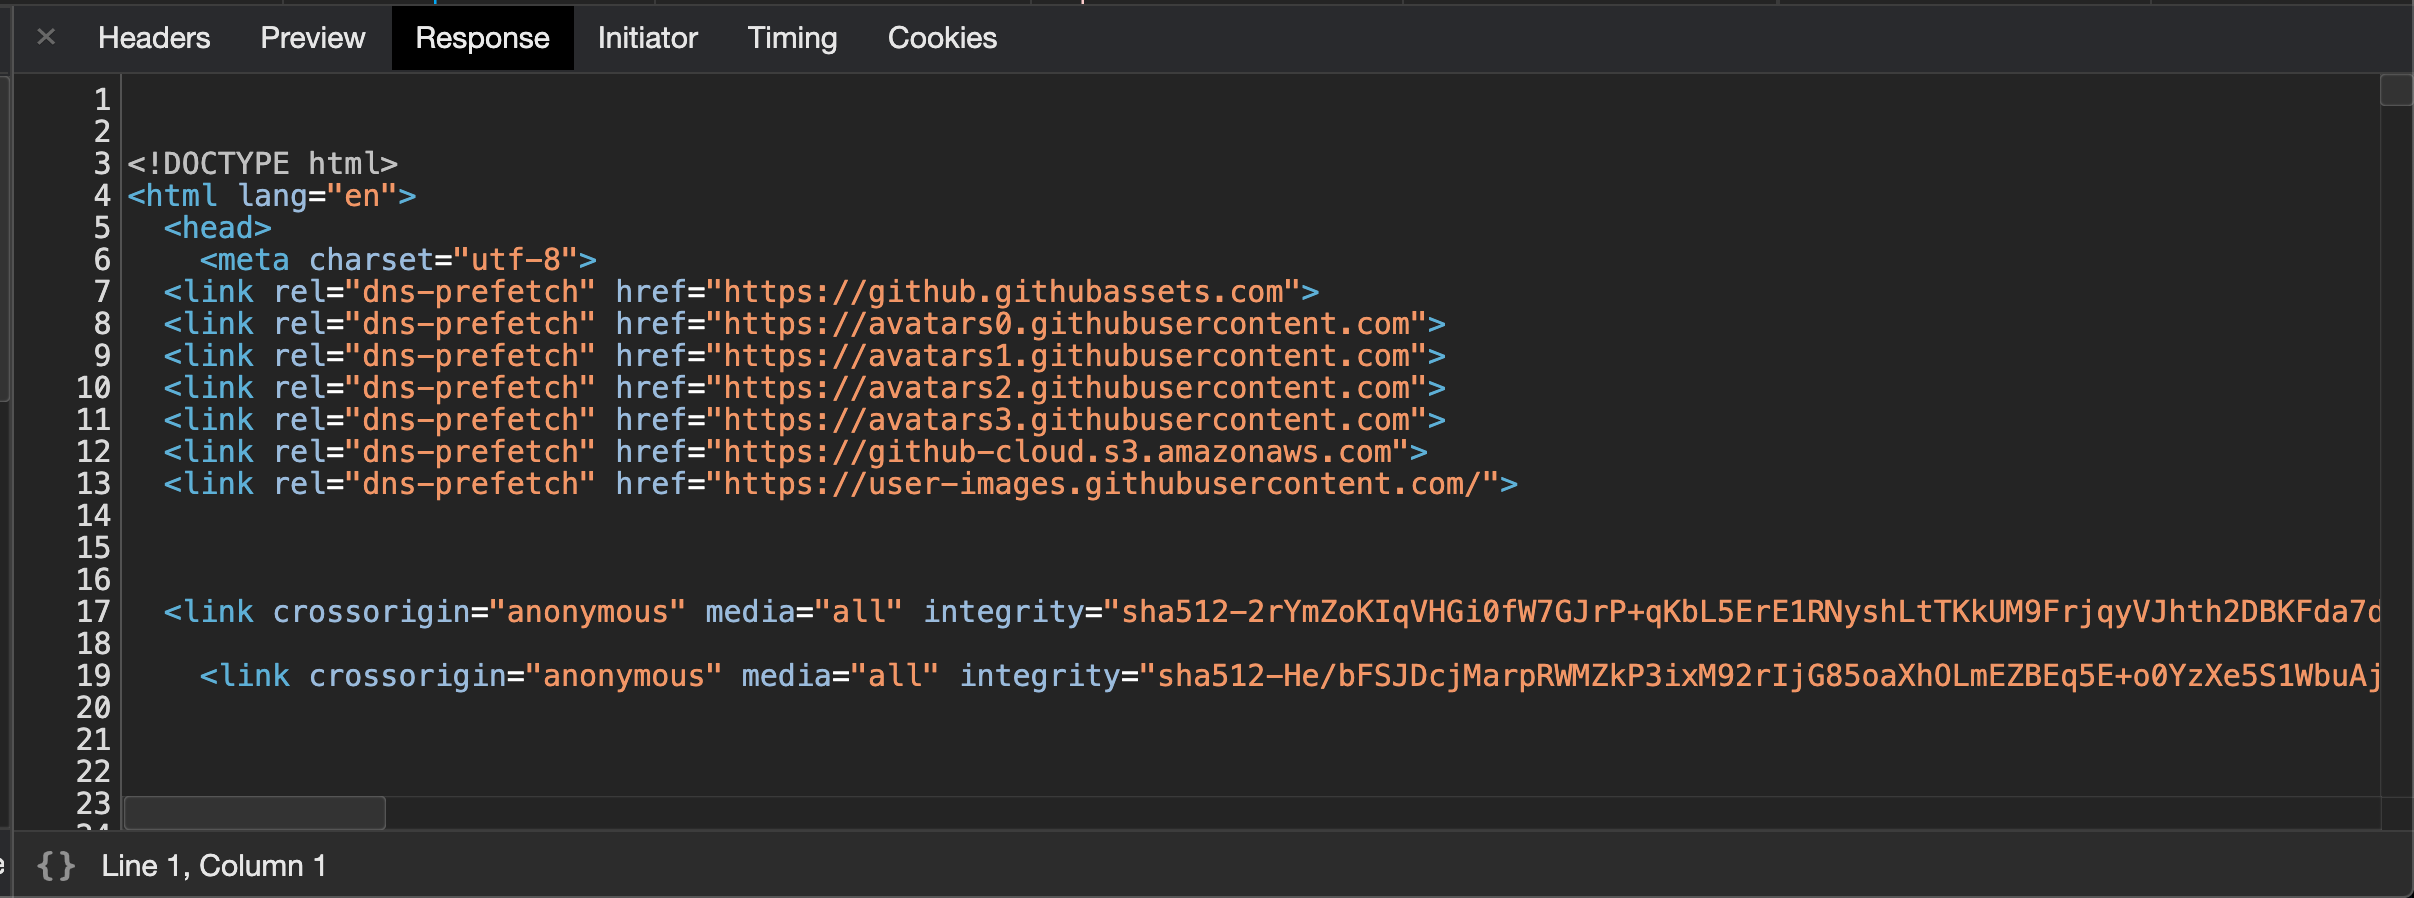 × Headers Preview Response Initiator Timing Cookies
1
2
3 <!DOCTYPE html>
4 <html lang="en">
5 <head>
6 <meta charset="utf-8">
7 <link rel="dns-prefetch" href="https://github.githubassets.com">
8 <link rel="dns-prefetch" href="https://avatars0.githubusercontent.com">
9 <link rel="dns-prefetch" href="https://avatars1.githubusercontent.com">
10 <link rel="dns-prefetch" href="https://avatars2.githubusercontent.com">
11 <link rel="dns-prefetch" href="https://avatars3.githubusercontent.com">
12 <link rel="dns-prefetch" href="https://github-cloud.s3.amazonaws.com">
13 <link rel="dns-prefetch" href="https://user-images.githubusercontent.com/">
14
15
16
17 <link crossorigin="anonymous" media="all" integrity="sha512-2rYmZoKIqVHGi0fW7GJrP+qKbL5ErE1RNyshLtTKkUM9FrjqyVJhth2DBKFda7d
18
19 <link crossorigin="anonymous" media="all" integrity="sha512-He/bFSJDcjMarpRWMZkP3ixM92rIjG85oaXhOLmEZBEq5E+o0YzXe5S1WbuAj
20
21
22
23
{} Line 1, Column 1